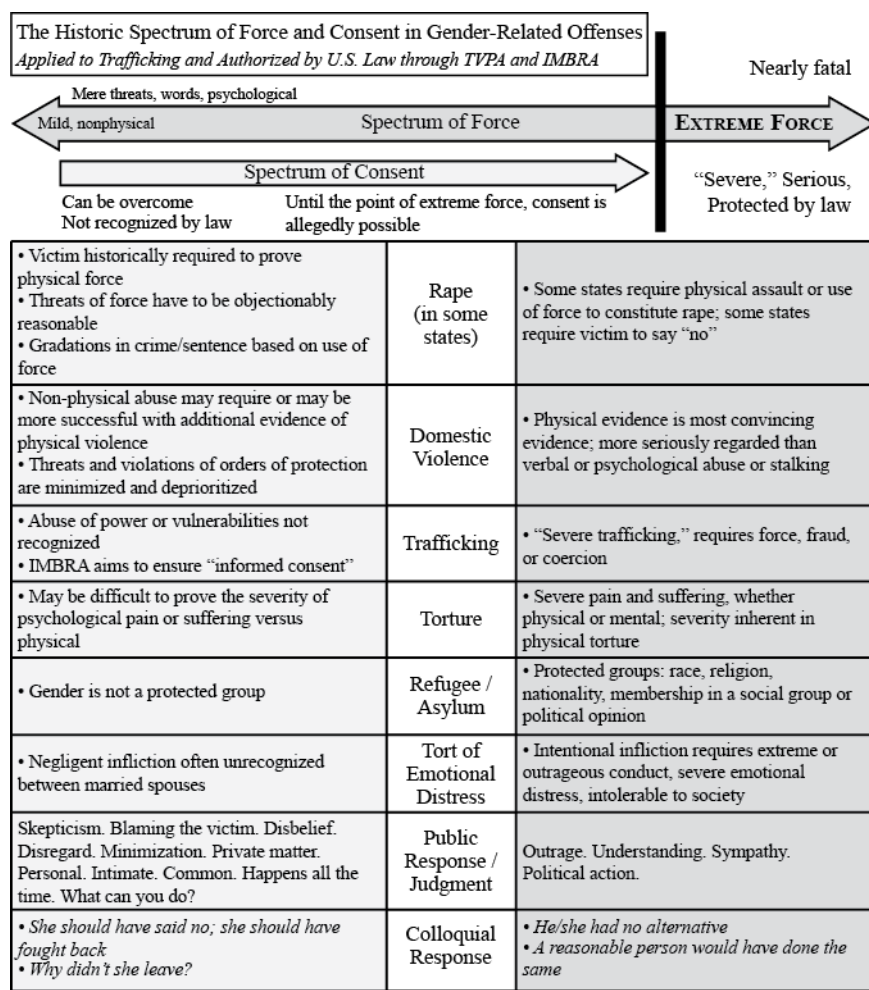 The Historic Spectrum of Force and Consent in Gender-Related Offenses
Applied to Trafficking and Authorized by U.S. Law through TVPA and IMBRA
Nearly fatal
Mere threats, words, psychological
Mild, nonphysical
Spectrum of Force
EXTREME FORCE
Spectrum of Consent
Can be overcome
Not recognized by law
Until the point of extreme force, consent is
allegedly possible
“Severe,” Serious,
Protected by law
• Victim historically required to prove
physical force
• Threats of force have to be objectionably
reasonable
• Gradations in crime/sentence based on use of
force
Rape
(in some
states)
• Some states require physical assault or use
of force to constitute rape; some states
require victim to say “no”
• Non-physical abuse may require or may be
more successful with additional evidence of
physical violence
• Threats and violations of orders of protection
are minimized and deprioritized
Domestic
Violence
• Physical evidence is most convincing
evidence; more seriously regarded than
verbal or psychological abuse or stalking
• Abuse of power or vulnerabilities not
recognized
• IMBRA aims to ensure “informed consent”
Trafficking
• “Severe trafficking,” requires force, fraud,
or coercion
• May be difficult to prove the severity of
psychological pain or suffering versus
physical
Torture
• Severe pain and suffering, whether
physical or mental; severity inherent in
physical torture
• Gender is not a protected group
Refugee /
Asylum
• Protected groups: race, religion,
nationality, membership in a social group or
political opinion
• Negligent infliction often unrecognized
between married spouses
Tort of
Emotional
Distress
• Intentional infliction requires extreme or
outrageous conduct, severe emotional
distress, intolerable to society
Skepticism. Blaming the victim. Disbelief.
Disregard. Minimization. Private matter.
Personal. Intimate. Common. Happens all the
time. What can you do?
Public
Response /
Judgment
Outrage. Understanding. Sympathy.
Political action.
• She should have said no; she should have
fought back
• Why didn’t she leave?
Colloquial
Response
• He/she had no alternative
• A reasonable person would have done the
same